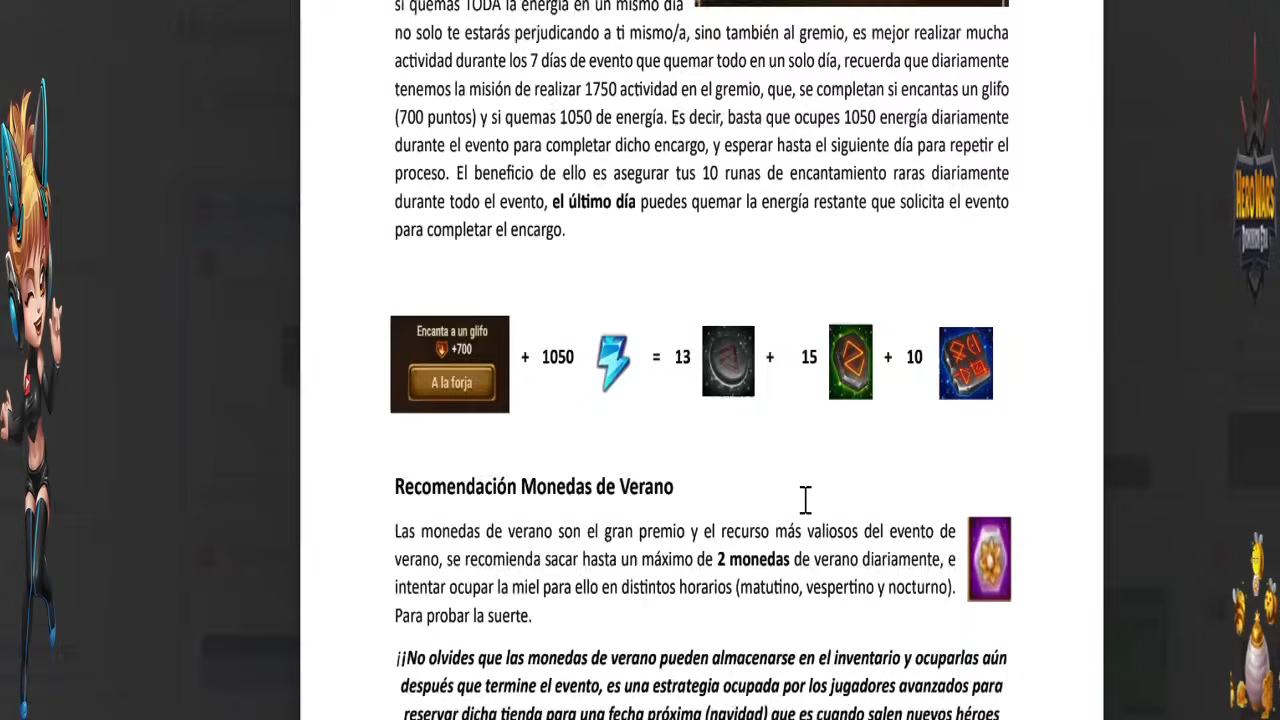 si quemas TODA la energía en un mismo día
no solo te estarás perjudicando a ti mismo/a, sino también al gremio, es mejor realizar mucha
actividad durante los 7 días de evento que quemar todo en un solo día, recuerda que diariamente
tenemos la misión de realizar 1750 actividad en el gremio, que, se completan si encantas un glifo
(700 puntos) y si quemas 1050 de energía. Es decir, basta que ocupes 1050 energía diariamente
durante el evento para completar dicho encargo, y esperar hasta el siguiente día para repetir el
proceso. El beneficio de ello es asegurar tus 10 runas de encantamiento raras diariamente
durante todo el evento, el último día puedes quemar la energía restante que solicita el evento
para completar el encargo.
Encanta a un glifo
+700
A la forja
+ 1050 = 13 + 15 + 10
Recomendación Monedas de Verano
Las monedas de verano son el gran premio y el recurso más valiosos del evento de
verano, se recomienda sacar hasta un máximo de 2 monedas de verano diariamente, e
intentar ocupar la miel para ello en distintos horarios (matutino, vespertino y nocturno).
Para probar la suerte.
¡¡No olvides que las monedas de verano pueden almacenarse en el inventario y ocuparlas aún
después que termine el evento, es una estrategia ocupada por los jugadores avanzados para
reservar dicha tienda para una fecha próxima (navidad) que es cuando salen nuevos héroes
HERO WARS
DOMINION ERA